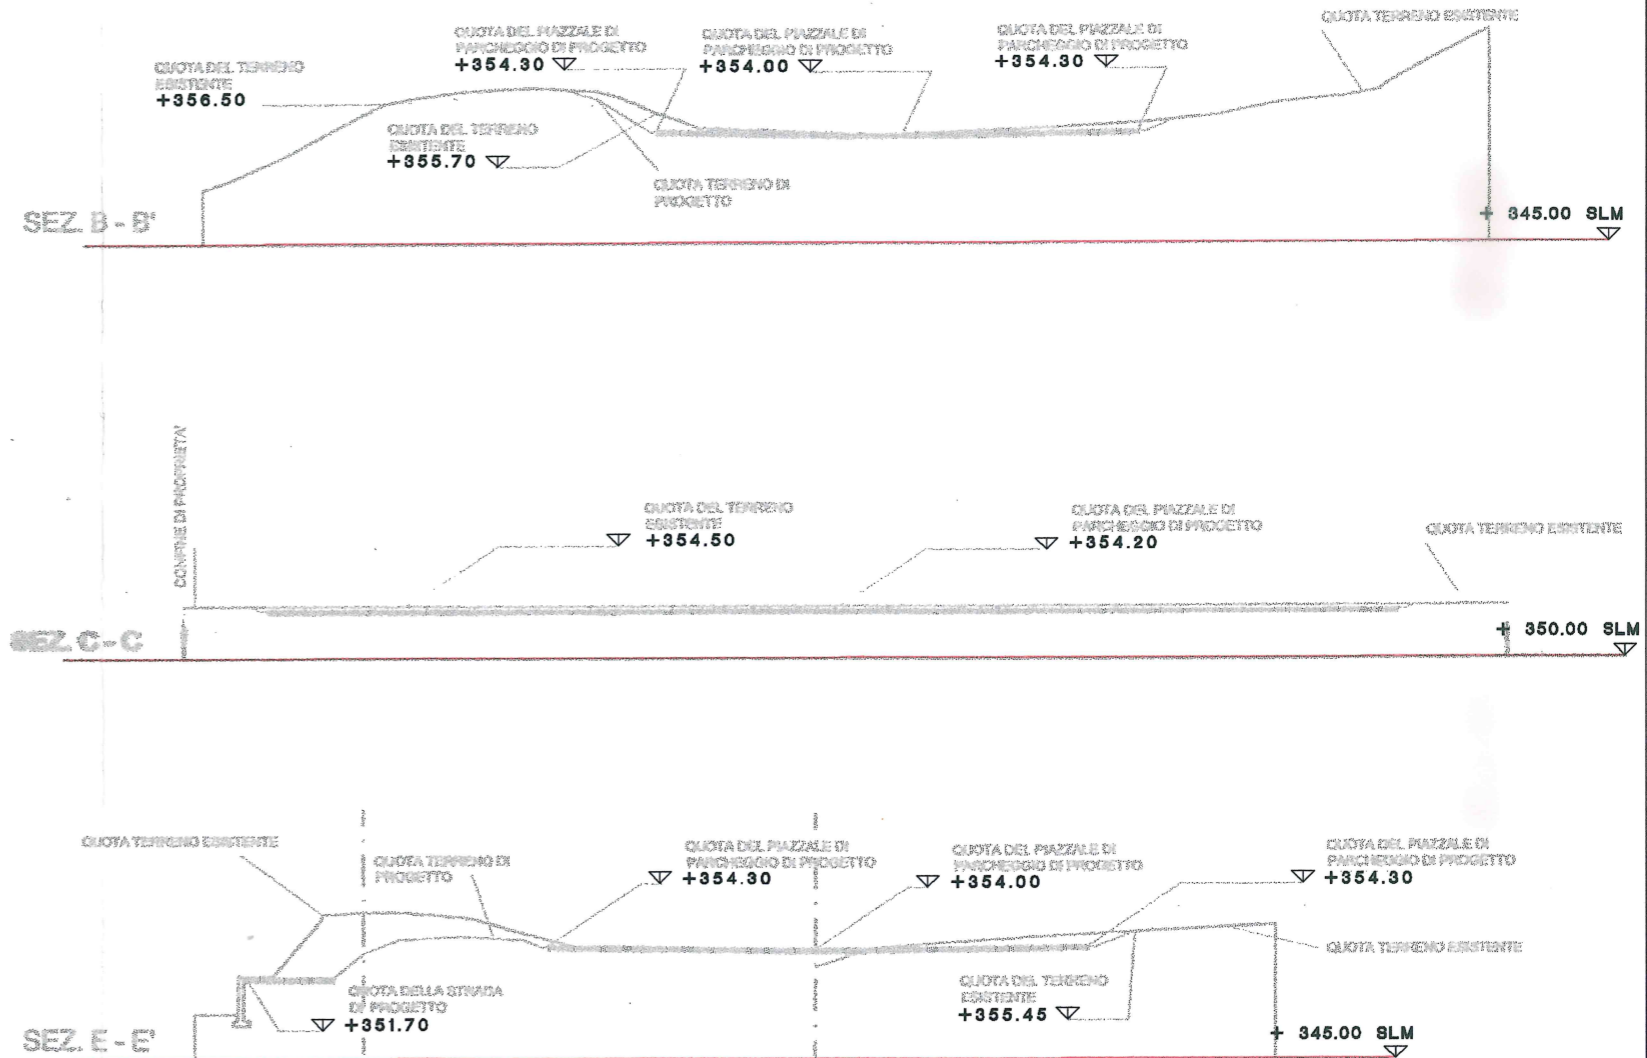 QUOTA TERRENO ESISTENTE
QUOTA DEL PIAZZALE DI
PARCHEGGIO DI PROGETTO
+354.30
QUOTA DEL PIAZZALE DI
PARCHEGGIO DI PROGETTO
+354.00
QUOTA DEL PIAZZALE DI
PARCHEGGIO DI PROGETTO
+354.30
QUOTA DEL TERRENO
ESISTENTE
+356.50
QUOTA DEL TERRENO
ESISTENTE
+355.70
QUOTA TERRENO DI
PROGETTO
SEZ. B - B'
+ 345.00 SLM
CONFINE DI PROPRIETA'
QUOTA DEL TERRENO
ESISTENTE
+354.50
QUOTA DEL PIAZZALE DI
PARCHEGGIO DI PROGETTO
+354.20
QUOTA TERRENO ESISTENTE
SEZ. C - C
+ 350.00 SLM
QUOTA TERRENO ESISTENTE
QUOTA TERRENO DI
PROGETTO
QUOTA DEL PIAZZALE DI
PARCHEGGIO DI PROGETTO
+354.30
QUOTA DEL PIAZZALE DI
PARCHEGGIO DI PROGETTO
+354.00
QUOTA DEL PIAZZALE DI
PARCHEGGIO DI PROGETTO
+354.30
QUOTA TERRENO ESISTENTE
QUOTA DELLA STRADA
DI PROGETTO
+351.70
QUOTA DEL TERRENO
ESISTENTE
+355.45
SEZ. E - E'
+ 345.00 SLM